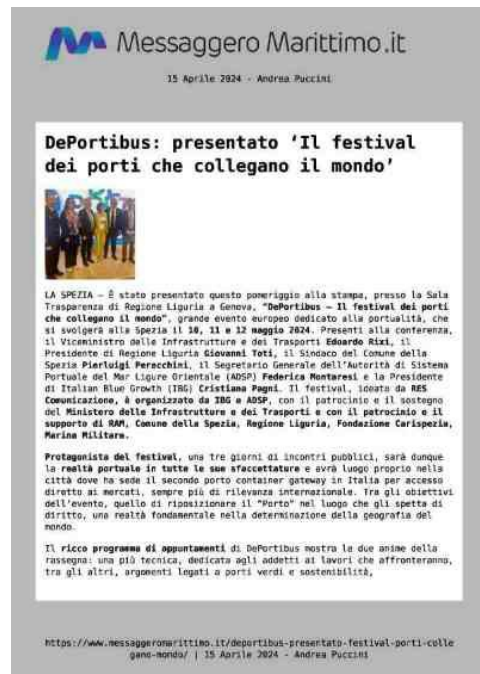 Messaggero Marittimo.it
15 Aprile 2024 - Andrea Puccini
DePortibus: presentato ‘Il festival
dei porti che collegano il mondo’
LA SPEZIA – È stato presentato questo pomeriggio alla stampa, presso la Sala
Trasparenza di Regione Liguria a Genova, “DePortibus – Il festival dei porti
che collegano il mondo”, grande evento europeo dedicato alla portualità, che
si svolgerà alla Spezia il 10, 11 e 12 maggio 2024. Presenti alla conferenza,
il Viceministro delle Infrastrutture e dei Trasporti Edoardo Rixi, il
Presidente di Regione Liguria Giovanni Toti, il Sindaco del Comune della
Spezia Pierluigi Peracchini, il Segretario Generale dell’Autorità di Sistema
Portuale del Mar Ligure Orientale (ADSP) Federica Montaresi e la Presidente
di Italian Blue Growth (IBG) Cristiana Pagni. Il festival, ideato da RES
Comunicazione, è organizzato da IBG e ADSP, con il patrocinio e il sostegno
del Ministero delle Infrastrutture e dei Trasporti e con il patrocinio e il
supporto di RAM, Comune della Spezia, Regione Liguria, Fondazione Carispezia,
Marina Militare.
Protagonista del festival, una tre giorni di incontri pubblici, sarà dunque
la realtà portuale in tutte le sue sfaccettature e avrà luogo proprio nella
città dove ha sede il secondo porto container gateway in Italia per accesso
diretto ai mercati, sempre più di rilevanza internazionale. Tra gli obiettivi
dell’evento, quello di riposizionare il “Porto” nel luogo che gli spetta di
diritto, una realtà fondamentale nella determinazione della geografia del
mondo.
Il ricco programma di appuntamenti di DePortibus mostra le due anime della
rassegna: una più tecnica, dedicata agli addetti ai lavori che affronteranno,
tra gli altri, argomenti legati a porti verdi e sostenibilità,
https://www.messaggeromarittimo.it/deportibus-presentato-festival-porti-colle
gano-mondo/ | 15 Aprile 2024 - Andrea Puccini